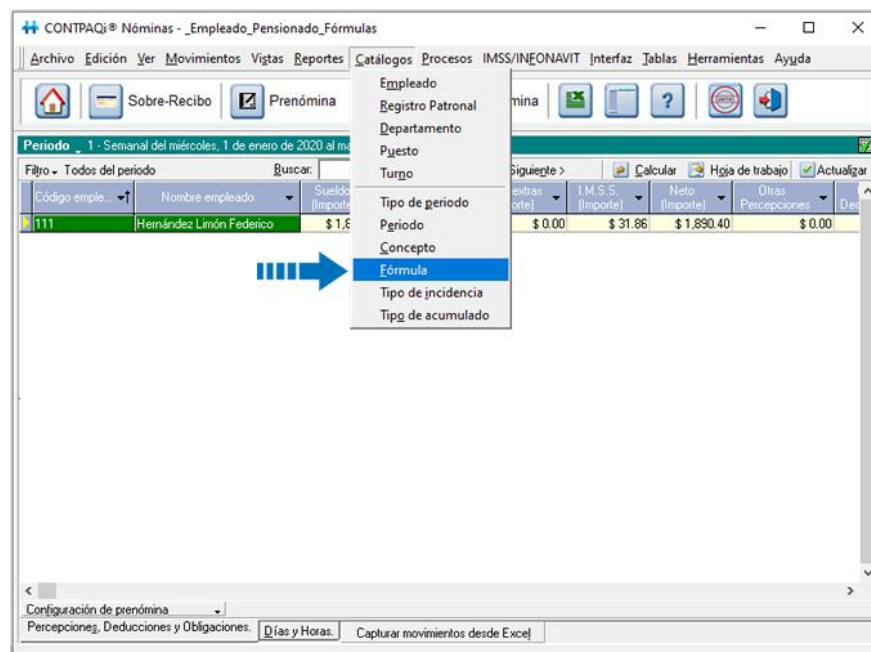 CONTPAQi® Nóminas - _Empleado_Pensionado_Fórmulas
Archivo Edición Ver Movimientos Vistas Reportes Catálogos Procesos IMSS/INFONAVIT Interfaz Tablas Herramientas Ayuda
Sobre-Recibo Prenómina mina
Empleado
Registro Patronal
Departamento
Puesto
Turno
Tipo de periodo
Periodo
Concepto
Fórmula
Tipo de incidencia
Tipo de acumulado
Periodo _ 1 - Semanal del miércoles, 1 de enero de 2020 al ma
Filtro Todos del periodo Buscar: Siguiente > Calcular Hoja de trabajo Actualizar
Código emple... Nombre empleado Sueldo (Importe) extras I.M.S.S. (Importe) Neto (Importe) Otras Percepciones
111 Hernández Limón Federico $ 1,8 $ 0.00 $ 31.86 $ 1,890.40 $ 0.00
Configuración de prenómina
Percepciones, Deducciones y Obligaciones. Días y Horas. Capturar movimientos desde Excel